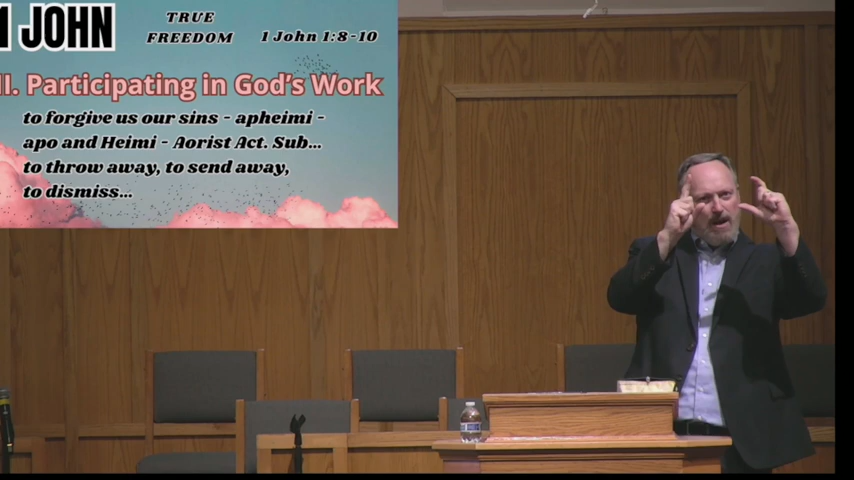 1 JOHN
TRUE
FREEDOM
1 John 1:8-10
II. Participating in God's Work
to forgive us our sins - apheimi -
apo and Heimi - Aorist Act. Sub...
to throw away, to send away,
to dismiss...